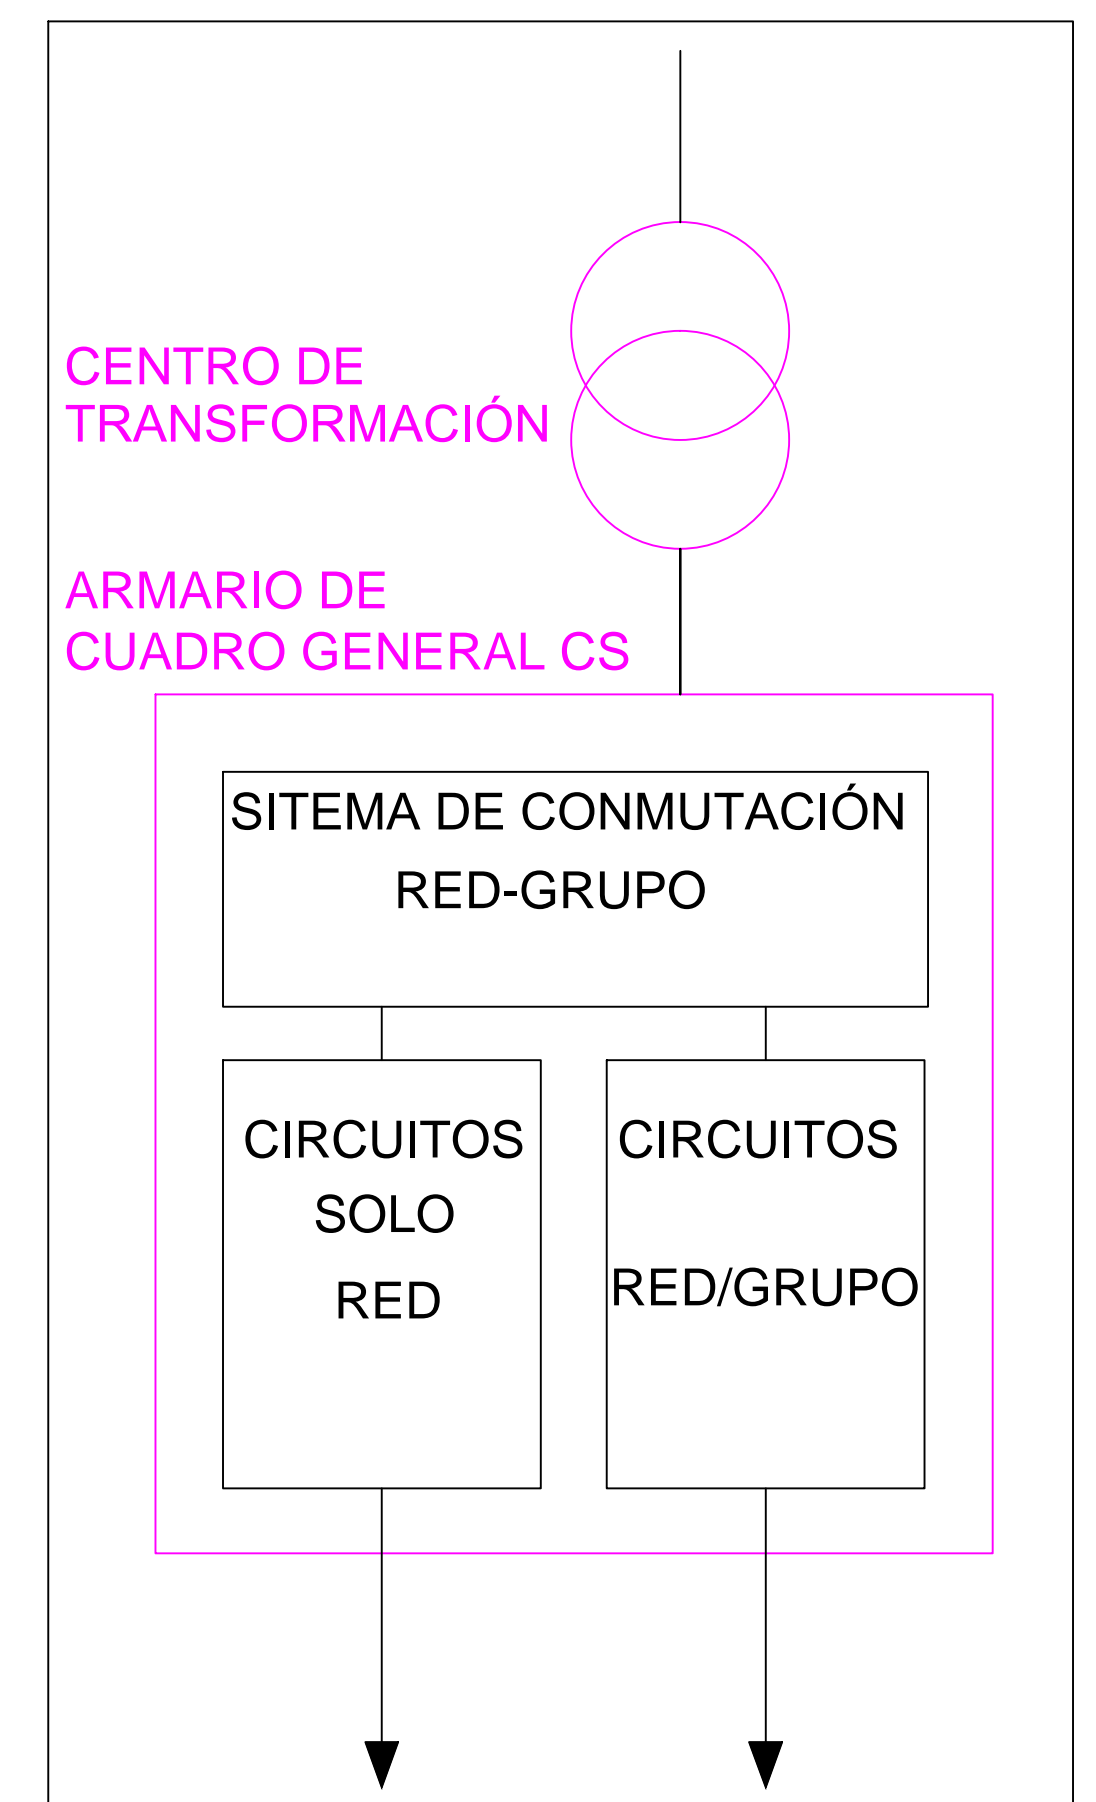 CENTRO DE
TRANSFORMACIÓN
ARMARIO DE
CUADRO GENERAL CS
SITEMA DE CONMUTACIÓN
RED-GRUPO
CIRCUITOS
SOLO
RED
CIRCUITOS
RED/GRUPO